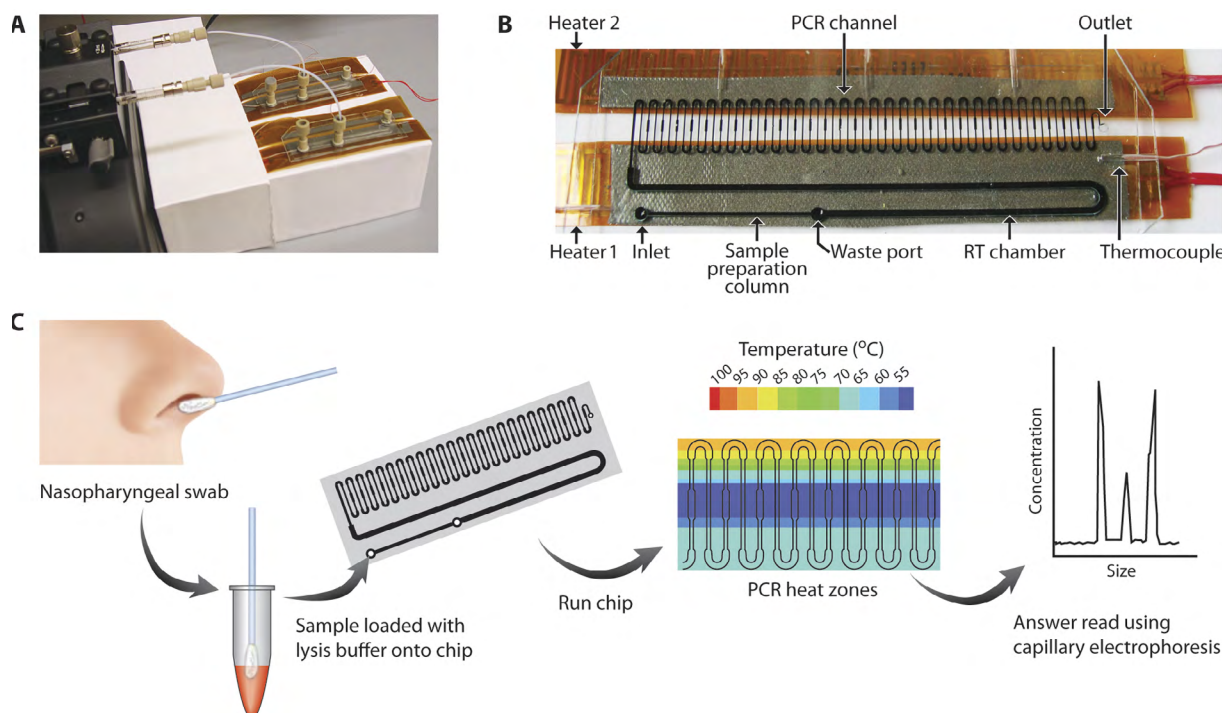 A
B
Heater 2
PCR channel
Outlet
Heater 1
Inlet
Sample
preparation
column
Waste port
RT chamber
Thermocouple
C
Nasopharyngeal swab
Sample loaded with
lysis buffer onto chip
Run chip
Temperature (°C)
100 95 90 85 80 75 70 65 60 55
PCR heat zones
Concentration
Size
Answer read using
capillary electrophoresis